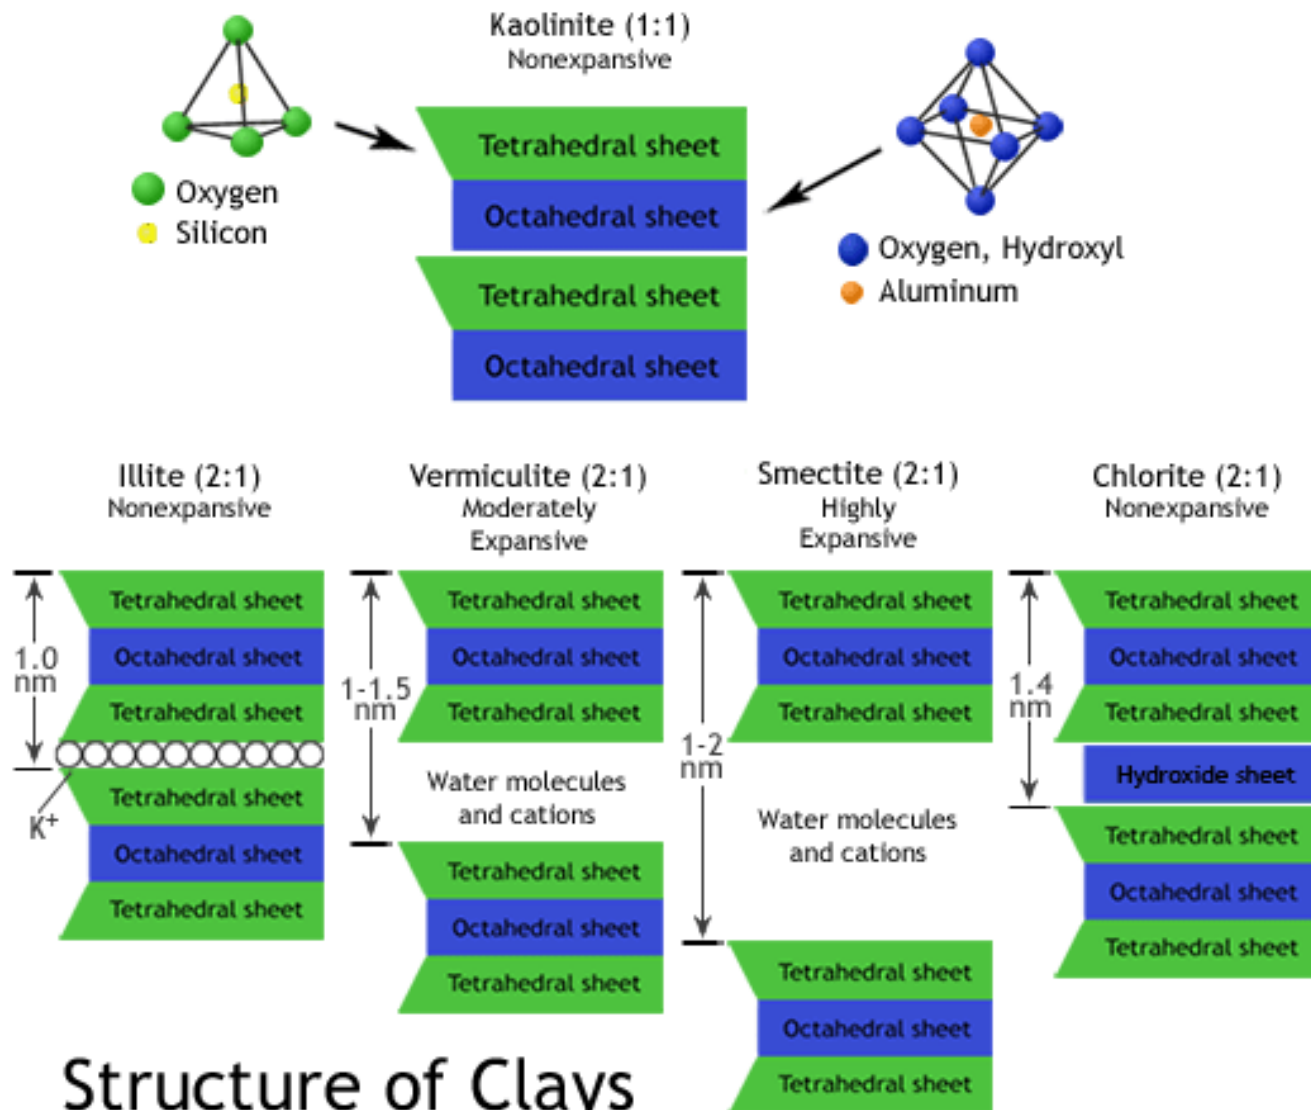 Kaolinite (1:1)
Nonexpansive
Tetrahedral sheet
Octahedral sheet
Tetrahedral sheet
Octahedral sheet
Oxygen
Silicon
Oxygen, Hydroxyl
Aluminum
Illite (2:1)
Nonexpansive
1.0
nm
Tetrahedral sheet
Octahedral sheet
Tetrahedral sheet
K+
Tetrahedral sheet
Octahedral sheet
Tetrahedral sheet
Vermiculite (2:1)
Moderately
Expansive
1-1.5
nm
Tetrahedral sheet
Octahedral sheet
Tetrahedral sheet
Water molecules
and cations
Tetrahedral sheet
Octahedral sheet
Tetrahedral sheet
Smectite (2:1)
Highly
Expansive
1-2
nm
Tetrahedral sheet
Octahedral sheet
Tetrahedral sheet
Water molecules
and cations
Tetrahedral sheet
Octahedral sheet
Tetrahedral sheet
Chlorite (2:1)
Nonexpansive
1.4
nm
Tetrahedral sheet
Octahedral sheet
Tetrahedral sheet
Hydroxide sheet
Tetrahedral sheet
Octahedral sheet
Tetrahedral sheet
Structure of Clays